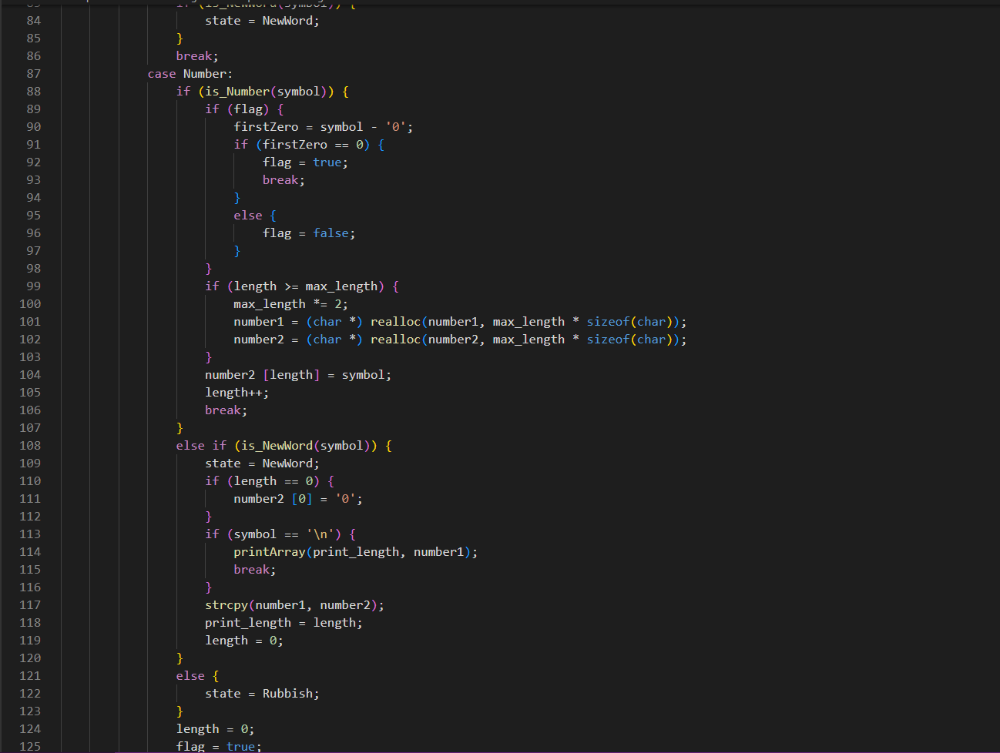 84 state = NewWord;
85 }
86 break;
87 case Number:
88 if (is_Number(symbol)) {
89 if (flag) {
90 firstZero = symbol - '0';
91 if (firstZero == 0) {
92 flag = true;
93 break;
94 }
95 else {
96 flag = false;
97 }
98 }
99 if (length >= max_length) {
100 max_length *= 2;
101 number1 = (char *) realloc(number1, max_length * sizeof(char));
102 number2 = (char *) realloc(number2, max_length * sizeof(char));
103 }
104 number2 [length] = symbol;
105 length++;
106 break;
107 }
108 else if (is_NewWord(symbol)) {
109 state = NewWord;
110 if (length == 0) {
111 number2 [0] = '0';
112 }
113 if (symbol == '\n') {
114 printArray(print_length, number1);
115 break;
116 }
117 strcpy(number1, number2);
118 print_length = length;
119 length = 0;
120 }
121 else {
122 state = Rubbish;
123 }
124 length = 0;
125 flag = true;